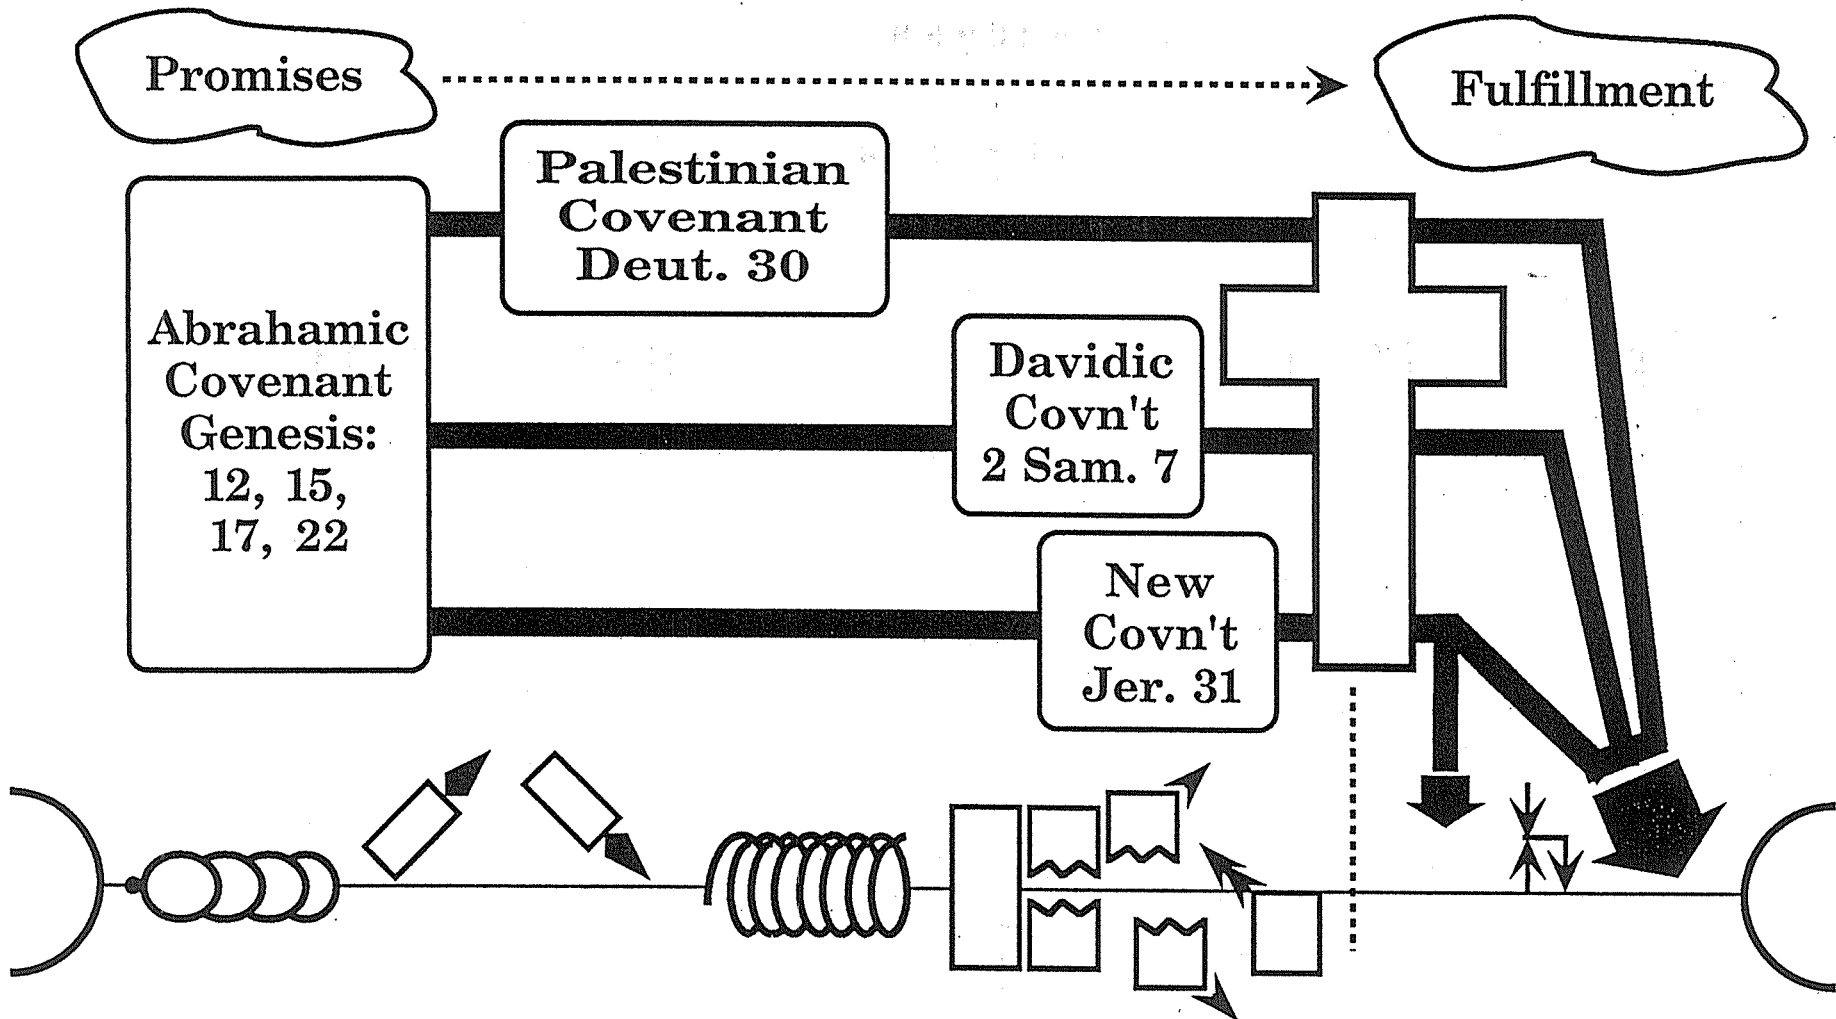 Promises
Fulfillment
Palestinian
Covenant
Deut. 30
Abrahamic
Covenant
Genesis:
12, 15,
17, 22
Davidic
Covn't
2 Sam. 7
New
Covn't
Jer. 31